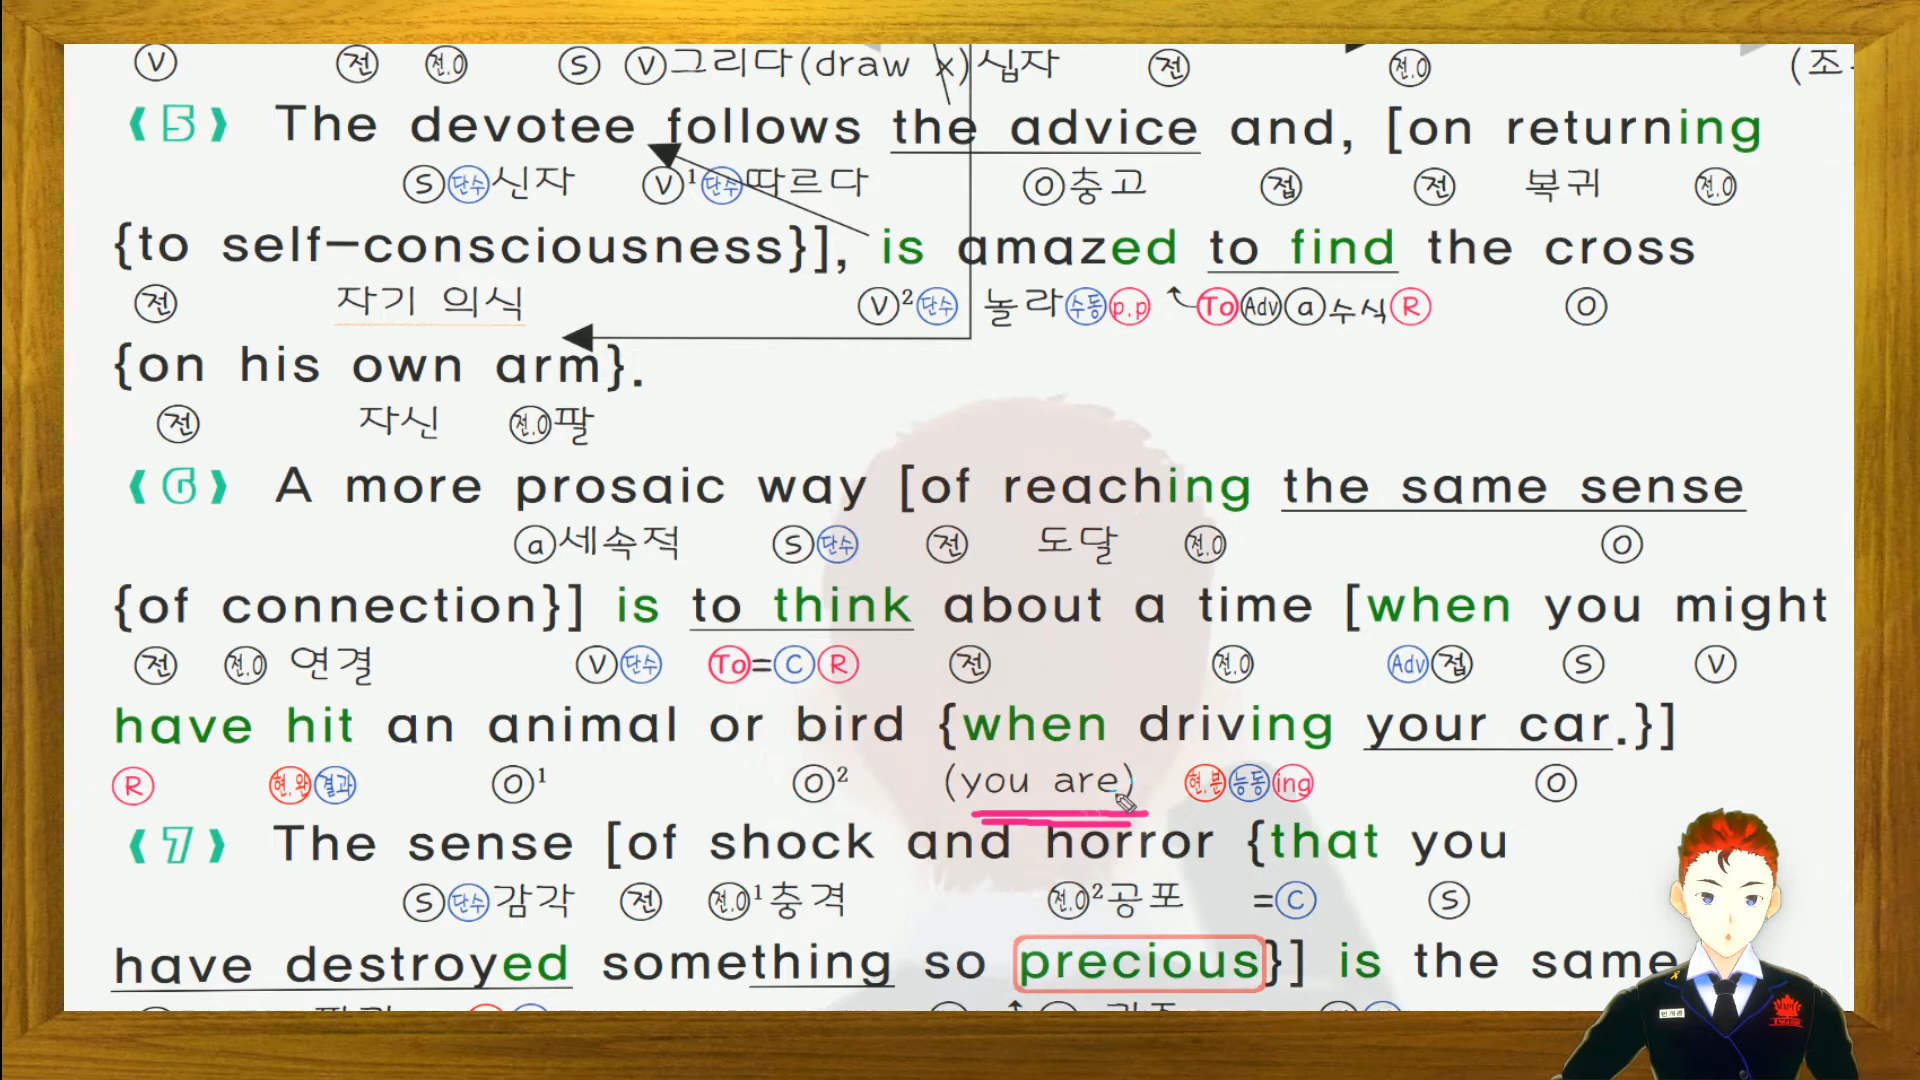 Ⓥ 전 전.O Ⓢ Ⓥ그리다(draw x)십자 전 전.O (조
❪5❫ The devotee follows the advice and, [on returning
Ⓢ단수신자 Ⓥ¹단수따르다 Ⓞ충고 접 전 복귀 전.O
{to self-consciousness}], is amazed to find the cross
전 자기 의식 Ⓥ²단수 놀라수동p.p To Adv ⓐ수식Ⓡ Ⓞ
{on his own arm}.
전 자신 전.O팔
❪6❫ A more prosaic way [of reaching the same sense
ⓐ세속적 Ⓢ단수 전 도달 전.O Ⓞ
{of connection}] is to think about a time [when you might
전 전.O 연결 Ⓥ단수 To=ⒸⓇ 전 전.O Adv접 Ⓢ Ⓥ
have hit an animal or bird {when driving your car.}]
Ⓡ 현.완결과 Ⓞ¹ Ⓞ² (you are) 현.분능동ing Ⓞ
❪7❫ The sense [of shock and horror {that you
Ⓢ단수감각 전 전.O¹충격 전.O²공포 =Ⓒ Ⓢ
have destroyed something so precious}] is the same
ENGLISH